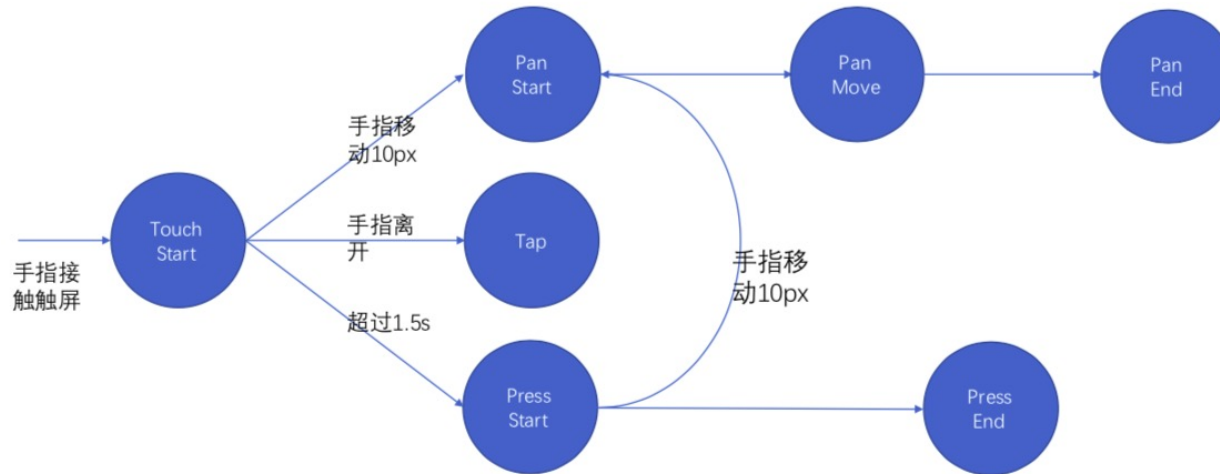 Pan
Start
Pan
Move
Pan
End
手指移
动10px
Touch
Start
手指离
开
Tap
手指接
触触屏
手指移
动10px
超过1.5s
Press
Start
Press
End